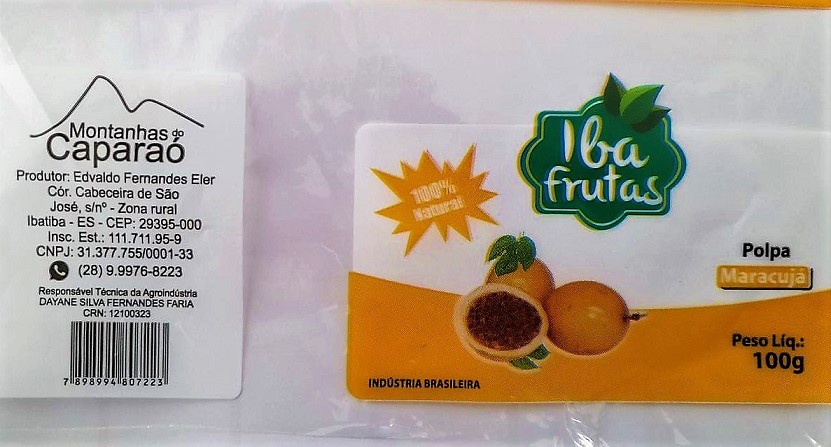 Montanhas do
Caparaó
Produtor: Edvaldo Fernandes Eler
Cór. Cabeceira de São
José, s/nº - Zona rural
Ibatiba - ES - CEP: 29395-000
Insc. Est.: 111.711.95-9
CNPJ: 31.377.755/0001-33
(28) 9.9976-8223
Responsável Técnica da Agroindústria
DAYANE SILVA FERNANDES FARIA
CRN: 12100323
7 898994 807223
Iba
frutas
100%
Natural
Polpa
Maracujá
Peso Líq.:
100g
INDÚSTRIA BRASILEIRA